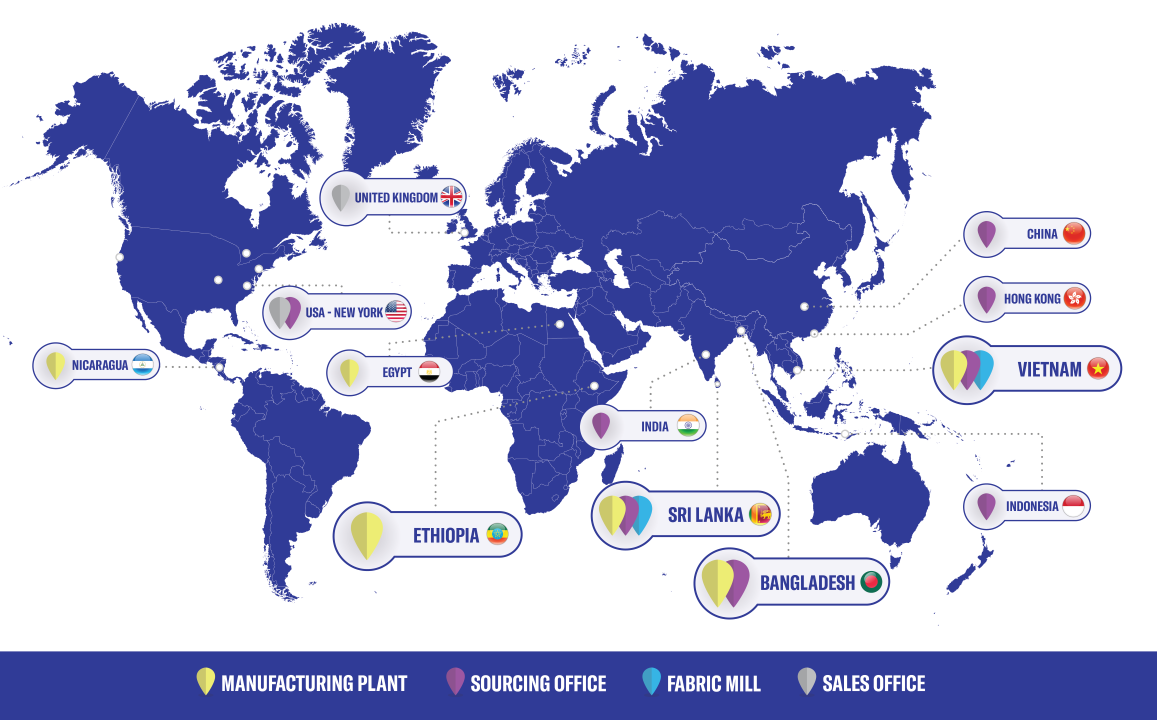 UNITED KINGDOM
CHINA
HONG KONG
USA - NEW YORK
NICARAGUA
EGYPT
VIETNAM
INDIA
INDONESIA
SRI LANKA
ETHIOPIA
BANGLADESH
MANUFACTURING PLANT
SOURCING OFFICE
FABRIC MILL
SALES OFFICE